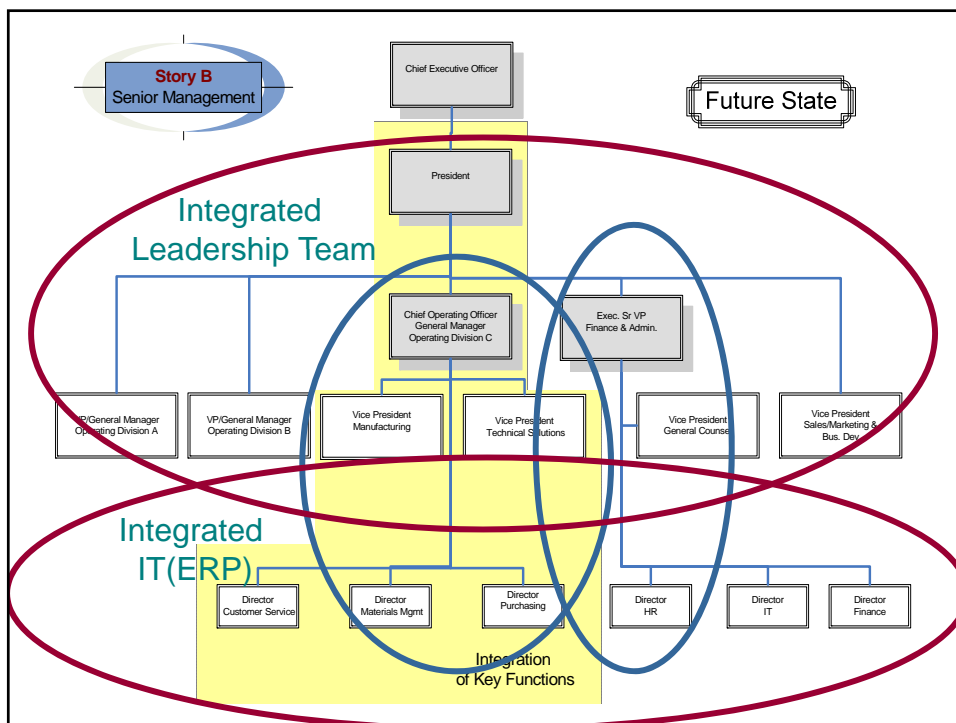 Story B
Senior Management
Chief Executive Officer
Future State
President
Integrated
Leadership Team
Chief Operating Officer
General Manager
Operating Division C
Exec. Sr VP
Finance & Admin.
VP/General Manager
Operating Division A
VP/General Manager
Operating Division B
Vice President
Manufacturing
Vice President
Technical Solutions
Vice President
General Counsel
Vice President
Sales/Marketing &
Bus. Dev.
Integrated
IT(ERP)
Director
Customer Service
Director
Materials Mgmt
Director
Purchasing
Director
HR
Director
IT
Director
Finance
Integration
of Key Functions